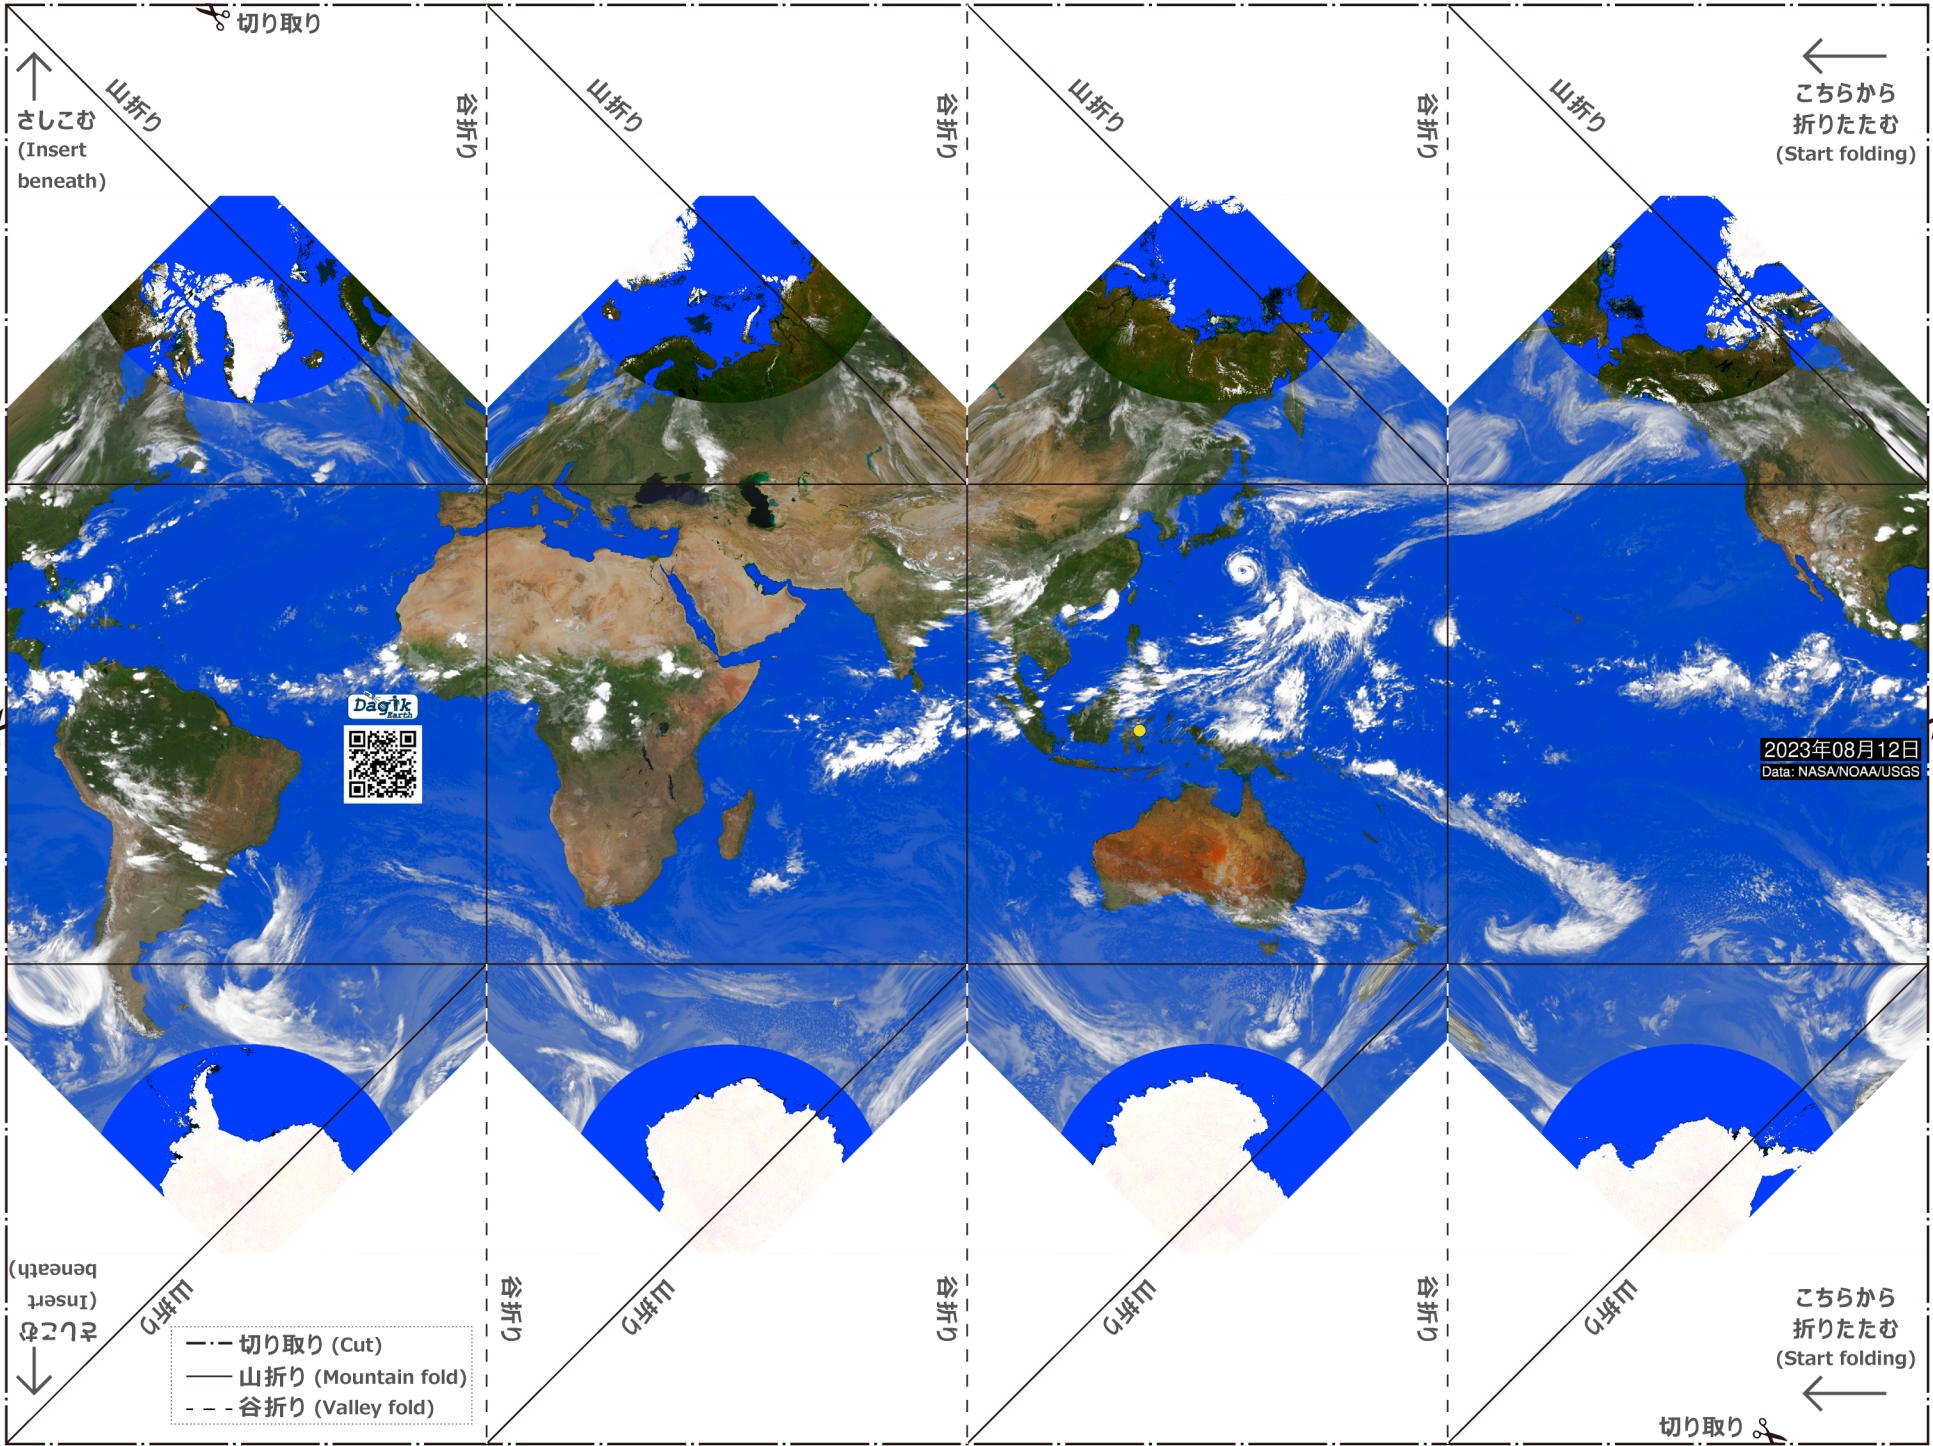 切り取り
山折り
谷折り
山折り
谷折り
山折り
谷折り
山折り
さしこむ
(Insert
beneath)
こちらから
折りたたむ
(Start folding)
Dagik
Earth
2023年08月12日
Data: NASA/NOAA/USGS
さしこむ
(Insert
beneath)
山折り
谷折り
山折り
谷折り
山折り
谷折り
山折り
こちらから
折りたたむ
(Start folding)
切り取り (Cut)
山折り (Mountain fold)
谷折り (Valley fold)
切り取り